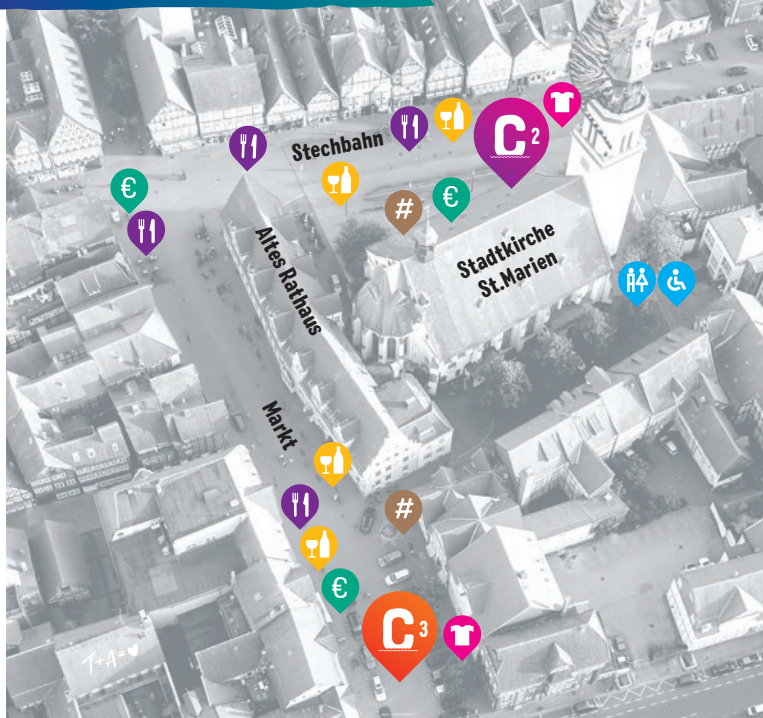 Stechbahn
C²
€
#
€
Stadtkirche
St.Marien
Altes Rathaus
Markt
#
€
C³
T+A=♥